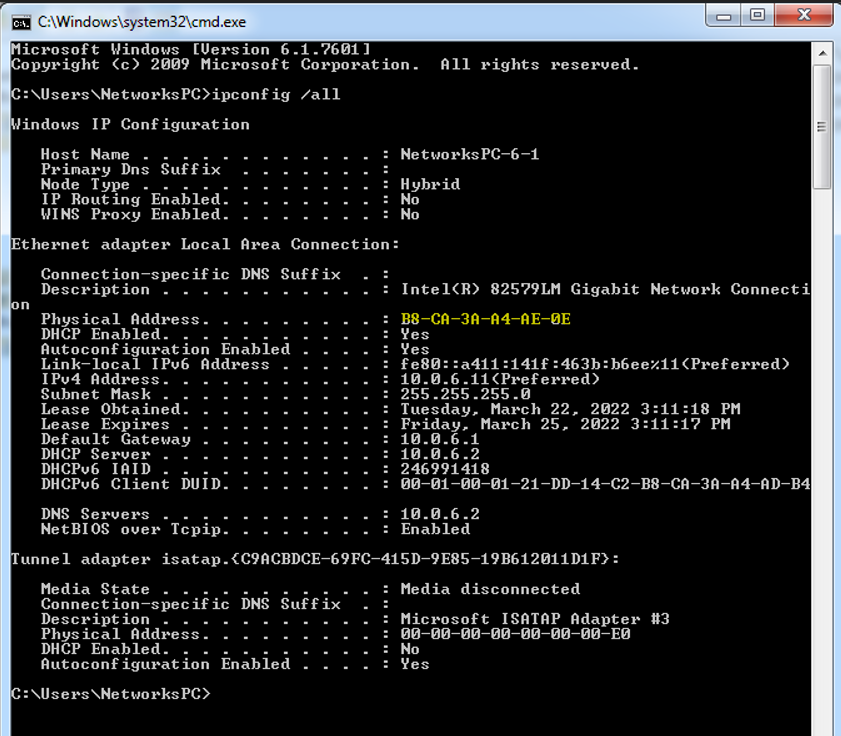 C:\Windows\system32\cmd.exe
Microsoft Windows [Version 6.1.7601]
Copyright (c) 2009 Microsoft Corporation.  All rights reserved.
C:\Users\NetworksPC>ipconfig /all
Windows IP Configuration
   Host Name . . . . . . . . . . . . : NetworksPC-6-1
   Primary Dns Suffix  . . . . . . . :
   Node Type . . . . . . . . . . . . : Hybrid
   IP Routing Enabled. . . . . . . . : No
   WINS Proxy Enabled. . . . . . . . : No
Ethernet adapter Local Area Connection:
   Connection-specific DNS Suffix  . :
   Description . . . . . . . . . . . : Intel(R) 82579LM Gigabit Network Connecti
on
   Physical Address. . . . . . . . . : B8-CA-3A-A4-AE-0E
   DHCP Enabled. . . . . . . . . . . : Yes
   Autoconfiguration Enabled . . . . : Yes
   Link-local IPv6 Address . . . . . : fe80::a411:141f:463b:b6ee%11(Preferred)
   IPv4 Address. . . . . . . . . . . : 10.0.6.11(Preferred)
   Subnet Mask . . . . . . . . . . . : 255.255.255.0
   Lease Obtained. . . . . . . . . . : Tuesday, March 22, 2022 3:11:18 PM
   Lease Expires . . . . . . . . . . : Friday, March 25, 2022 3:11:17 PM
   Default Gateway . . . . . . . . . : 10.0.6.1
   DHCP Server . . . . . . . . . . . : 10.0.6.2
   DHCPv6 IAID . . . . . . . . . . . : 246991418
   DHCPv6 Client DUID. . . . . . . . : 00-01-00-01-21-DD-14-C2-B8-CA-3A-A4-AD-B4
   DNS Servers . . . . . . . . . . . : 10.0.6.2
   NetBIOS over Tcpip. . . . . . . . : Enabled
Tunnel adapter isatap.{C9ACBDCE-69FC-415D-9E85-19B612011D1F}:
   Media State . . . . . . . . . . . : Media disconnected
   Connection-specific DNS Suffix  . :
   Description . . . . . . . . . . . : Microsoft ISATAP Adapter #3
   Physical Address. . . . . . . . . : 00-00-00-00-00-00-00-E0
   DHCP Enabled. . . . . . . . . . . : No
   Autoconfiguration Enabled . . . . : Yes
C:\Users\NetworksPC>